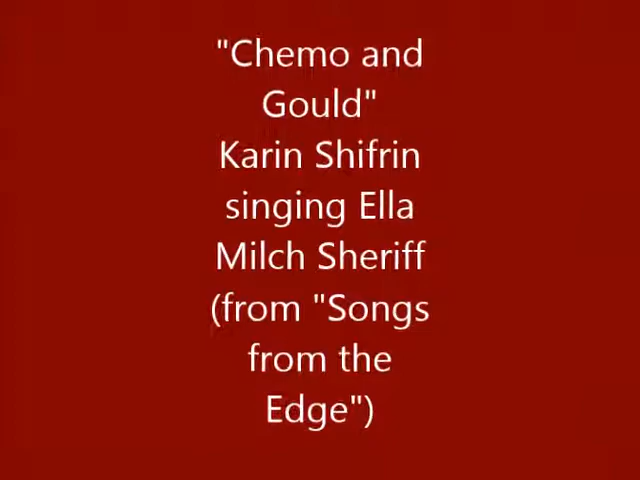 "Chemo and
Gould"
Karin Shifrin
singing Ella
Milch Sheriff
(from "Songs
from the
Edge")